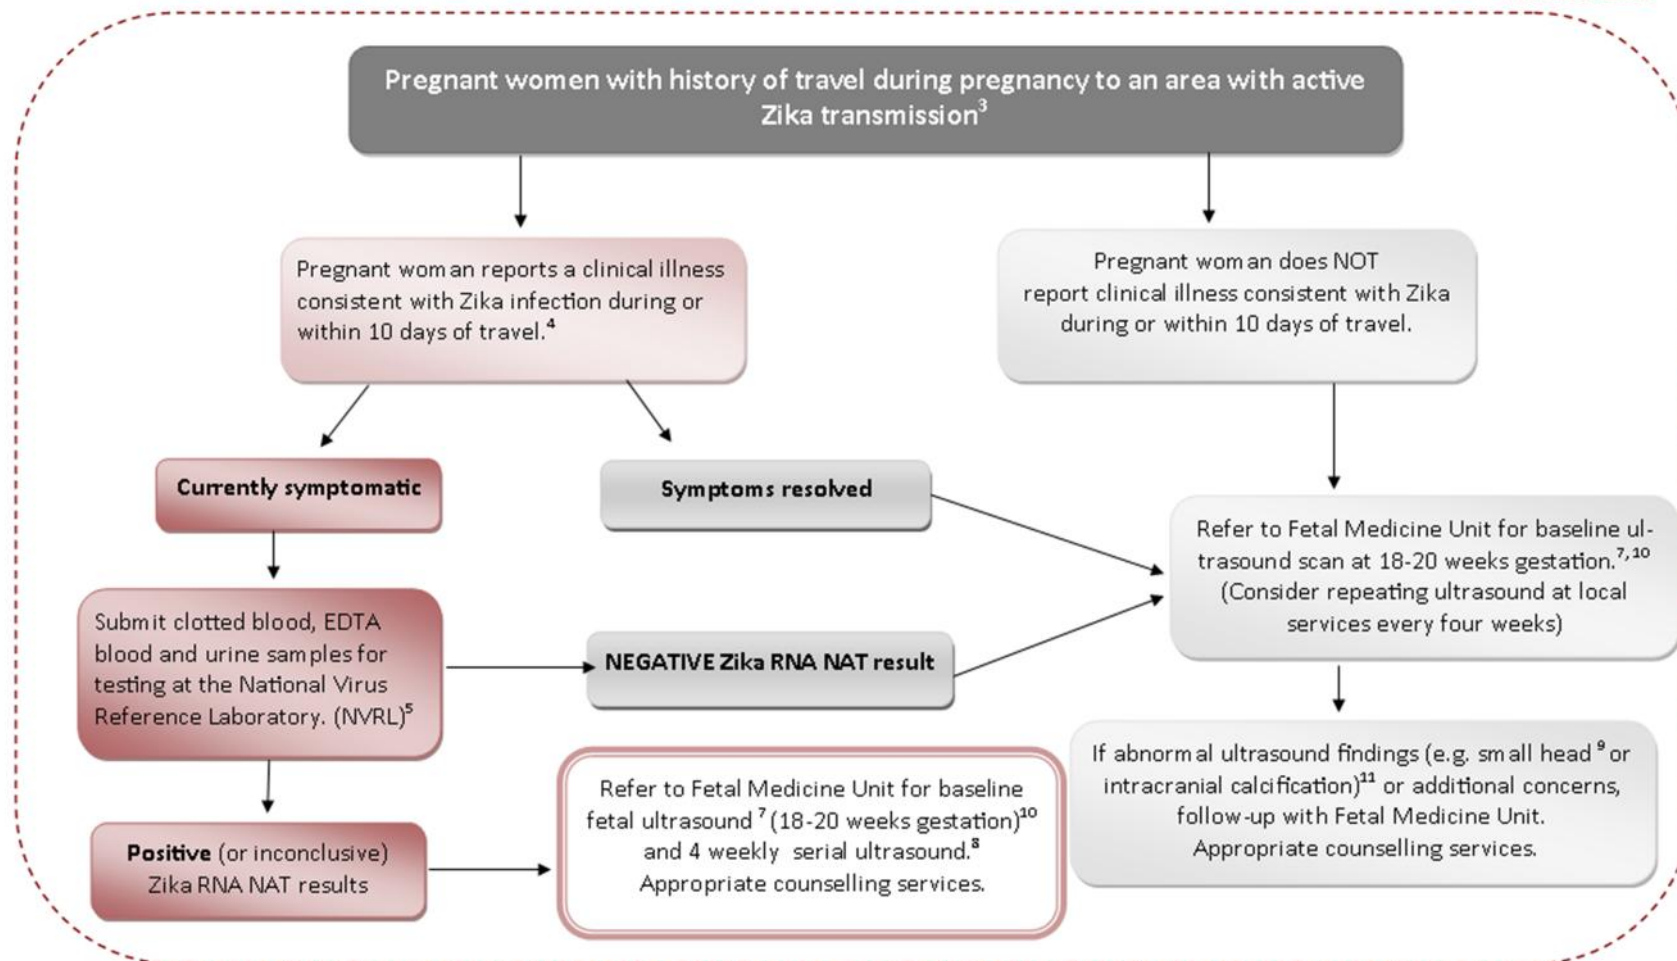 Pregnant women with history of travel during pregnancy to an area with active
Zika transmission³
Pregnant woman reports a clinical illness
consistent with Zika infection during or
within 10 days of travel.⁴
Pregnant woman does NOT
report clinical illness consistent with Zika
during or within 10 days of travel.
Currently symptomatic
Symptoms resolved
Refer to Fetal Medicine Unit for baseline ul-
trasound scan at 18-20 weeks gestation.⁷,¹⁰
(Consider repeating ultrasound at local
services every four weeks)
Submit clotted blood, EDTA
blood and urine samples for
testing at the National Virus
Reference Laboratory. (NVRL)⁵
NEGATIVE Zika RNA NAT result
If abnormal ultrasound findings (e.g. small head ⁹ or
intracranial calcification)¹¹ or additional concerns,
follow-up with Fetal Medicine Unit.
Appropriate counselling services.
Positive (or inconclusive)
Zika RNA NAT results
Refer to Fetal Medicine Unit for baseline
fetal ultrasound ⁷ (18-20 weeks gestation)¹⁰
and 4 weekly serial ultrasound.⁸
Appropriate counselling services.